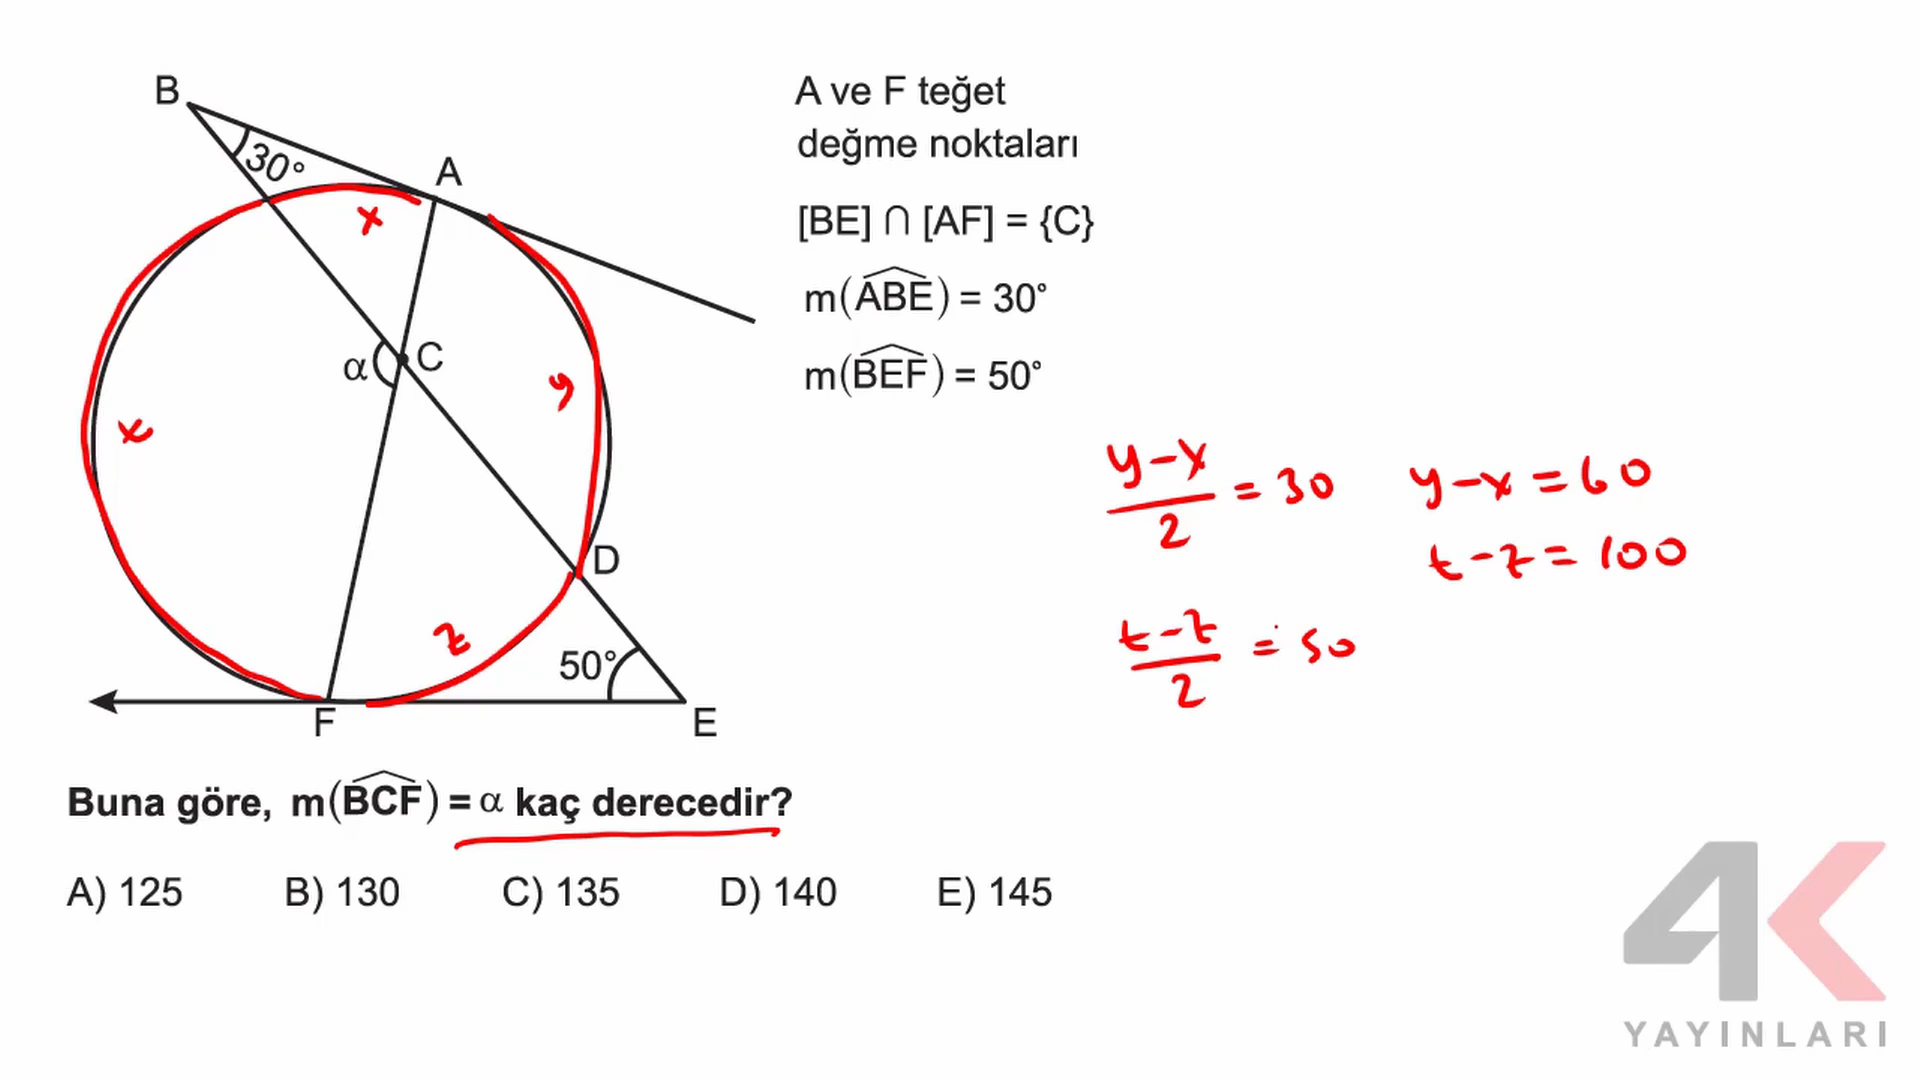 B
30°
A
x
α
C
y
t
D
z
50°
F
E
A ve F teğet
değme noktaları
[BE] ∩ [AF] = {C}
m(ABE) = 30°
m(BEF) = 50°
y-x/2 = 30 y-x = 60
t-z = 100
t-z/2 = 50
Buna göre, m(BCF) = α kaç derecedir?
A) 125 B) 130 C) 135 D) 140 E) 145
4K
YAYINLARI